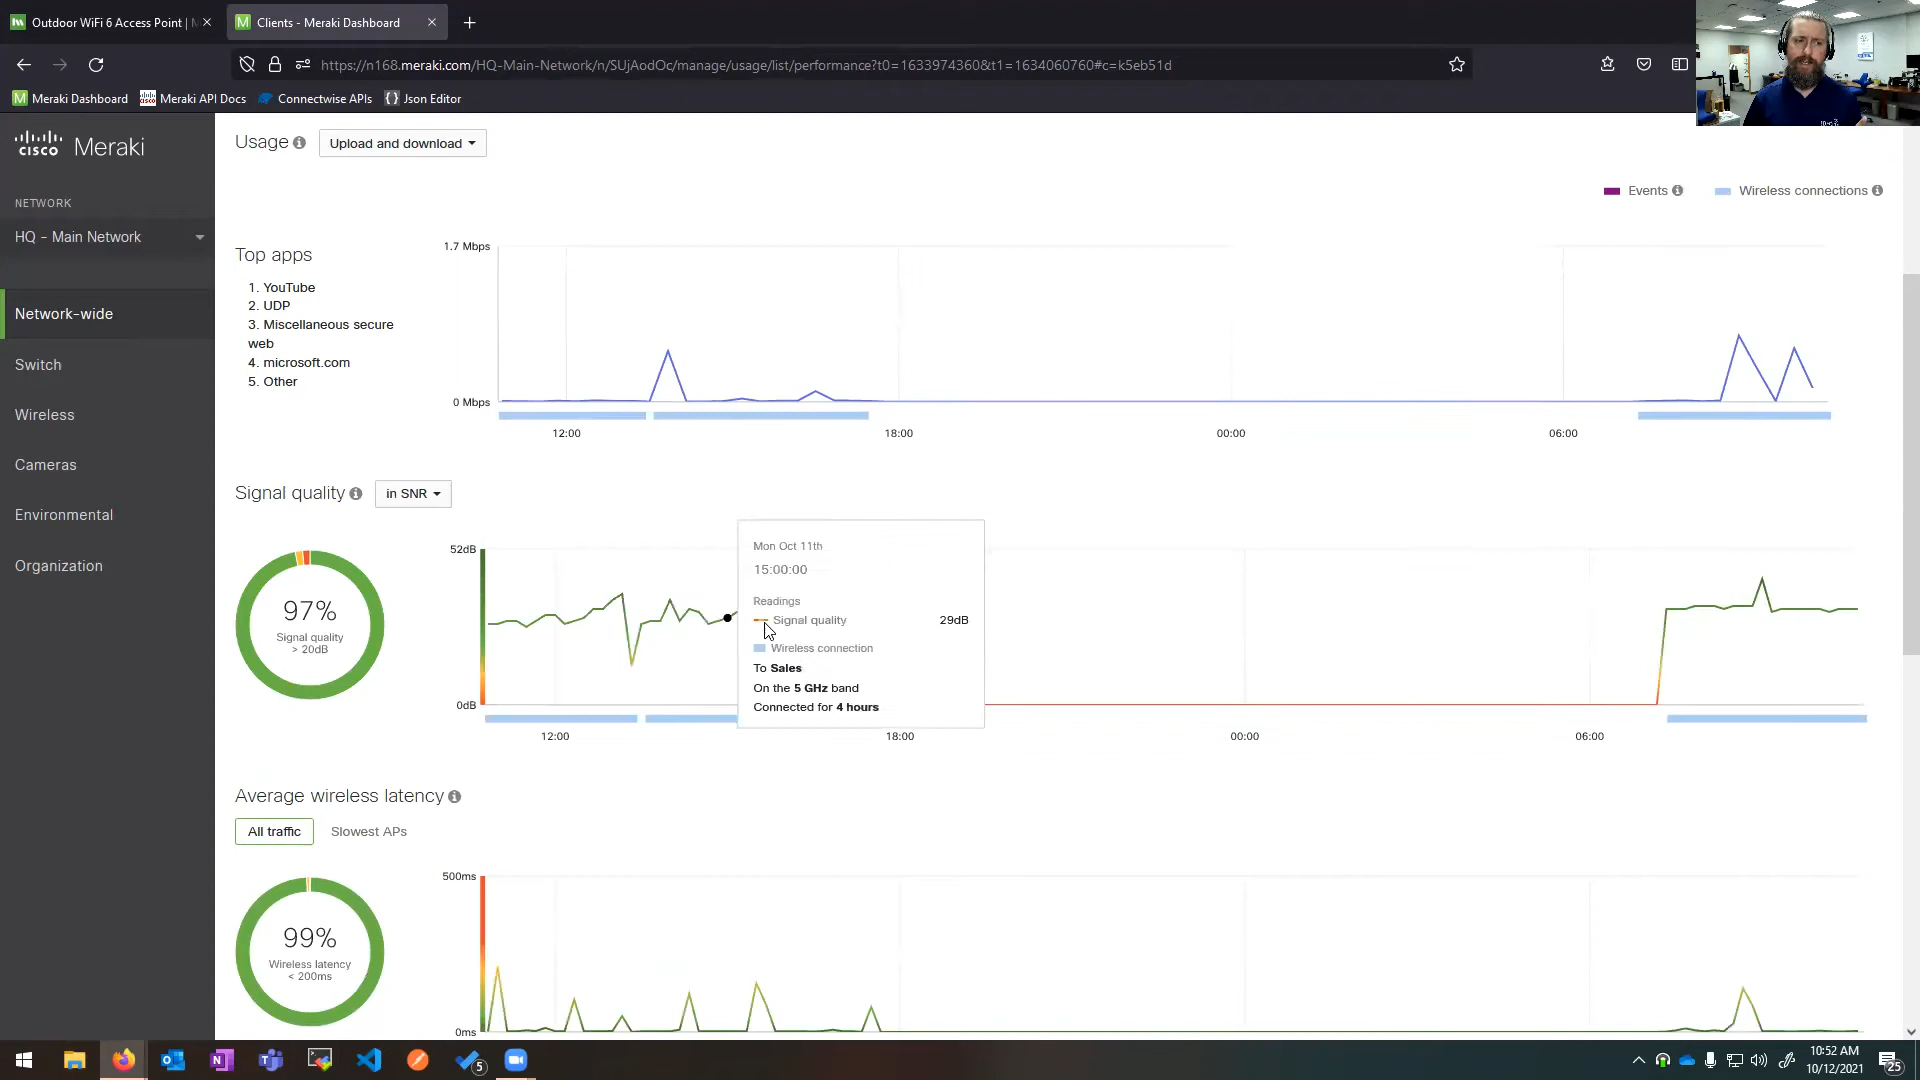 Outdoor WiFi 6 Access Point |
Clients - Meraki Dashboard
https://n168.meraki.com/HQ-Main-Network/n/SUjAodOc/manage/usage/list/performance?t0=1633974360&t1=1634060760#c=k5eb51d
Meraki Dashboard
Meraki API Docs
Connectwise APIs
Json Editor
CISCO Meraki
NETWORK
HQ - Main Network
Network-wide
Switch
Wireless
Cameras
Environmental
Organization
Usage
Upload and download
Events
Wireless connections
Top apps
1. YouTube
2. UDP
3. Miscellaneous secure
web
4. microsoft.com
5. Other
1.7 Mbps
0 Mbps
12:00
18:00
00:00
06:00
Signal quality
in SNR
97%
Signal quality
> 20dB
52dB
0dB
Mon Oct 11th
15:00:00
Readings
Signal quality 29dB
Wireless connection
To Sales
On the 5 GHz band
Connected for 4 hours
12:00
18:00
00:00
06:00
Average wireless latency
All traffic
Slowest APs
99%
Wireless latency
< 200ms
500ms
0ms
5
10:52 AM
10/12/2021
25